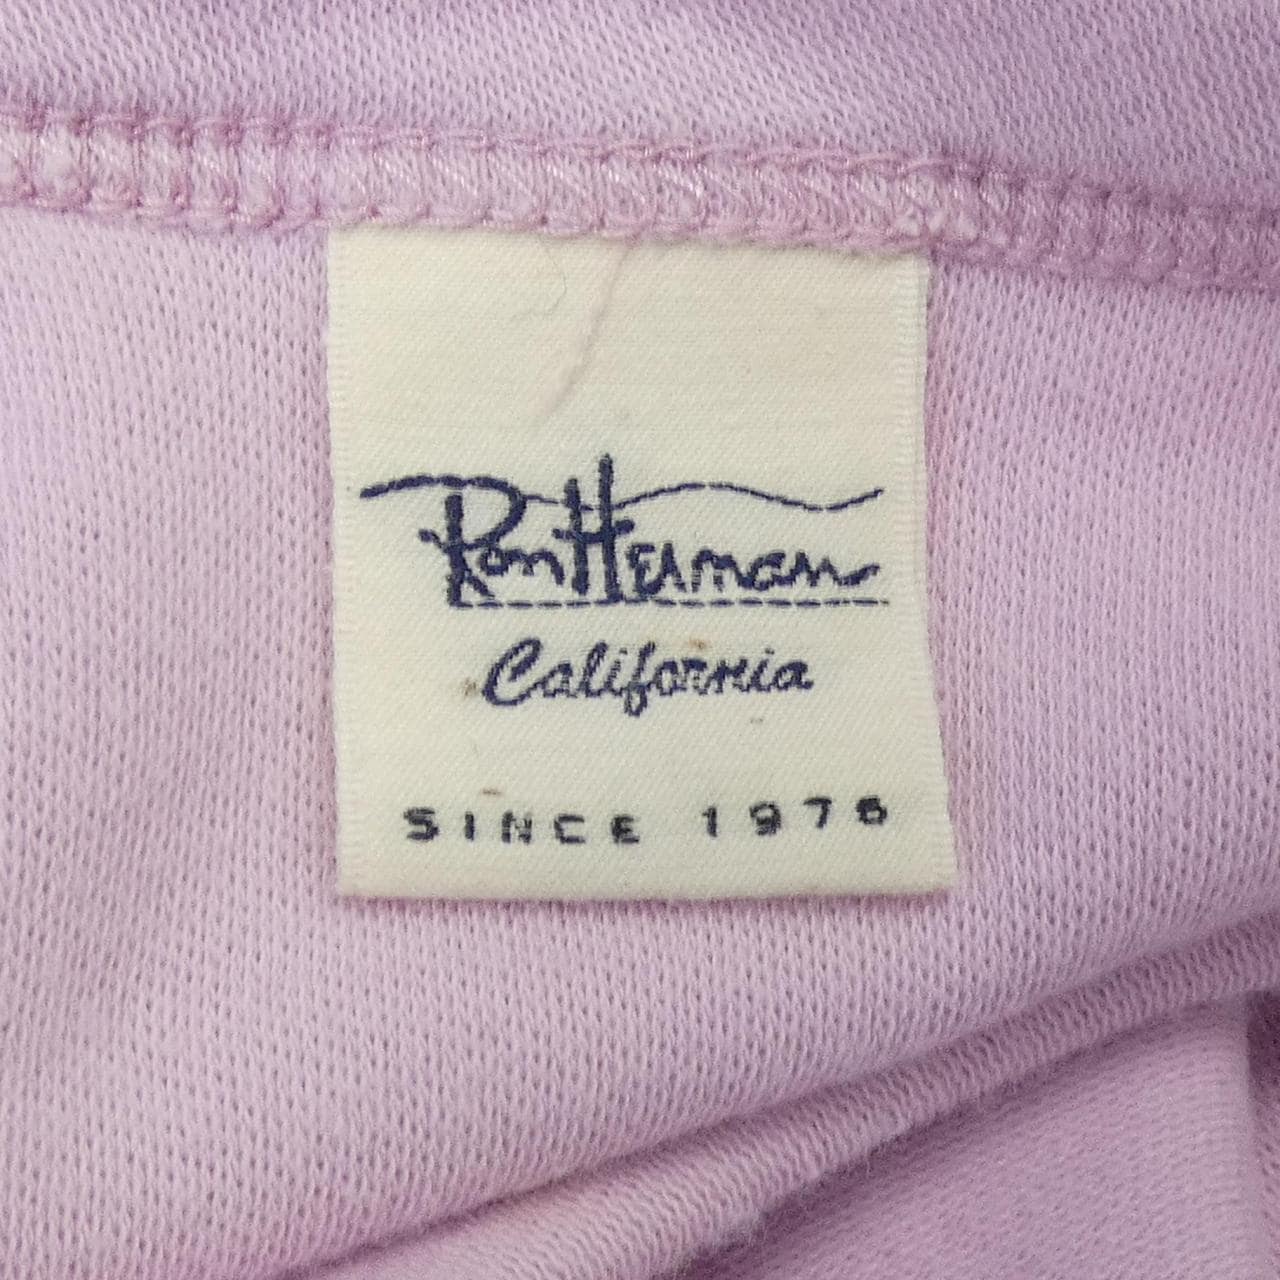 Ron Herman
California
SINCE 1976